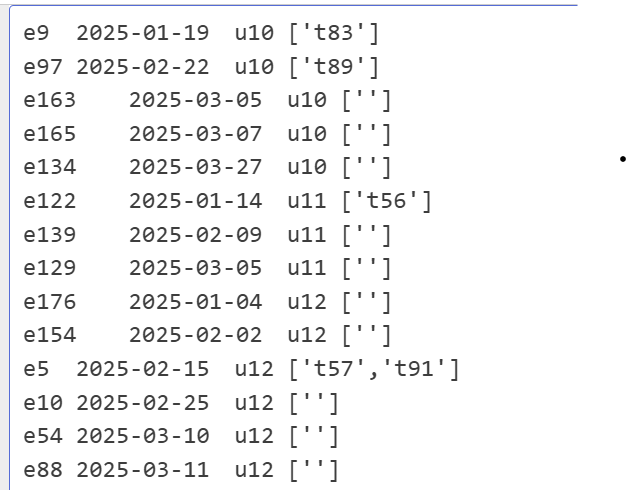 e9  2025-01-19  u10 ['t83']
e97 2025-02-22  u10 ['t89']
e163    2025-03-05  u10 ['']
e165    2025-03-07  u10 ['']
e134    2025-03-27  u10 ['']
e122    2025-01-14  u11 ['t56']
e139    2025-02-09  u11 ['']
e129    2025-03-05  u11 ['']
e176    2025-01-04  u12 ['']
e154    2025-02-02  u12 ['']
e5  2025-02-15  u12 ['t57','t91']
e10 2025-02-25  u12 ['']
e54 2025-03-10  u12 ['']
e88 2025-03-11  u12 ['']